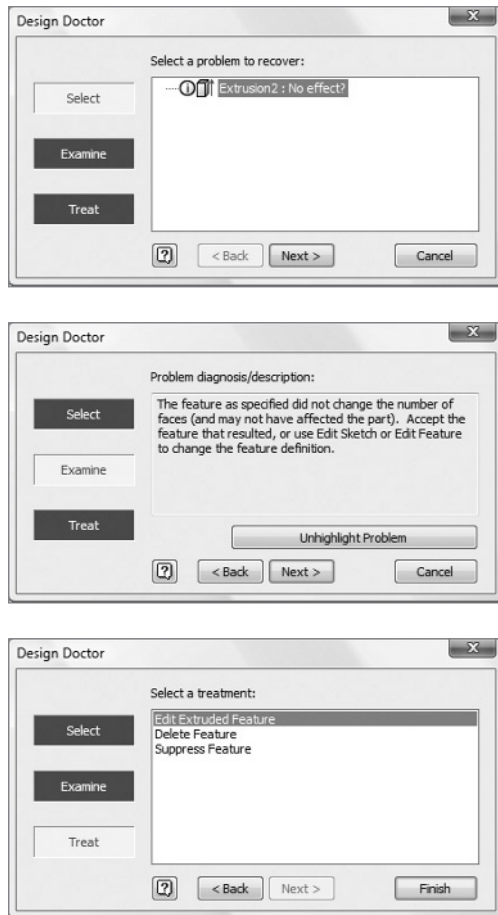 Design Doctor
Select a problem to recover:
Select
Extrusion2 : No effect?
Examine
Treat
< Back
Next >
Cancel
Design Doctor
Problem diagnosis/description:
Select
The feature as specified did not change the number of
faces (and may not have affected the part). Accept the
feature that resulted, or use Edit Sketch or Edit Feature
to change the feature definition.
Examine
Treat
Unhighlight Problem
< Back
Next >
Cancel
Design Doctor
Select a treatment:
Select
Edit Extruded Feature
Delete Feature
Suppress Feature
Examine
Treat
< Back
Next >
Finish